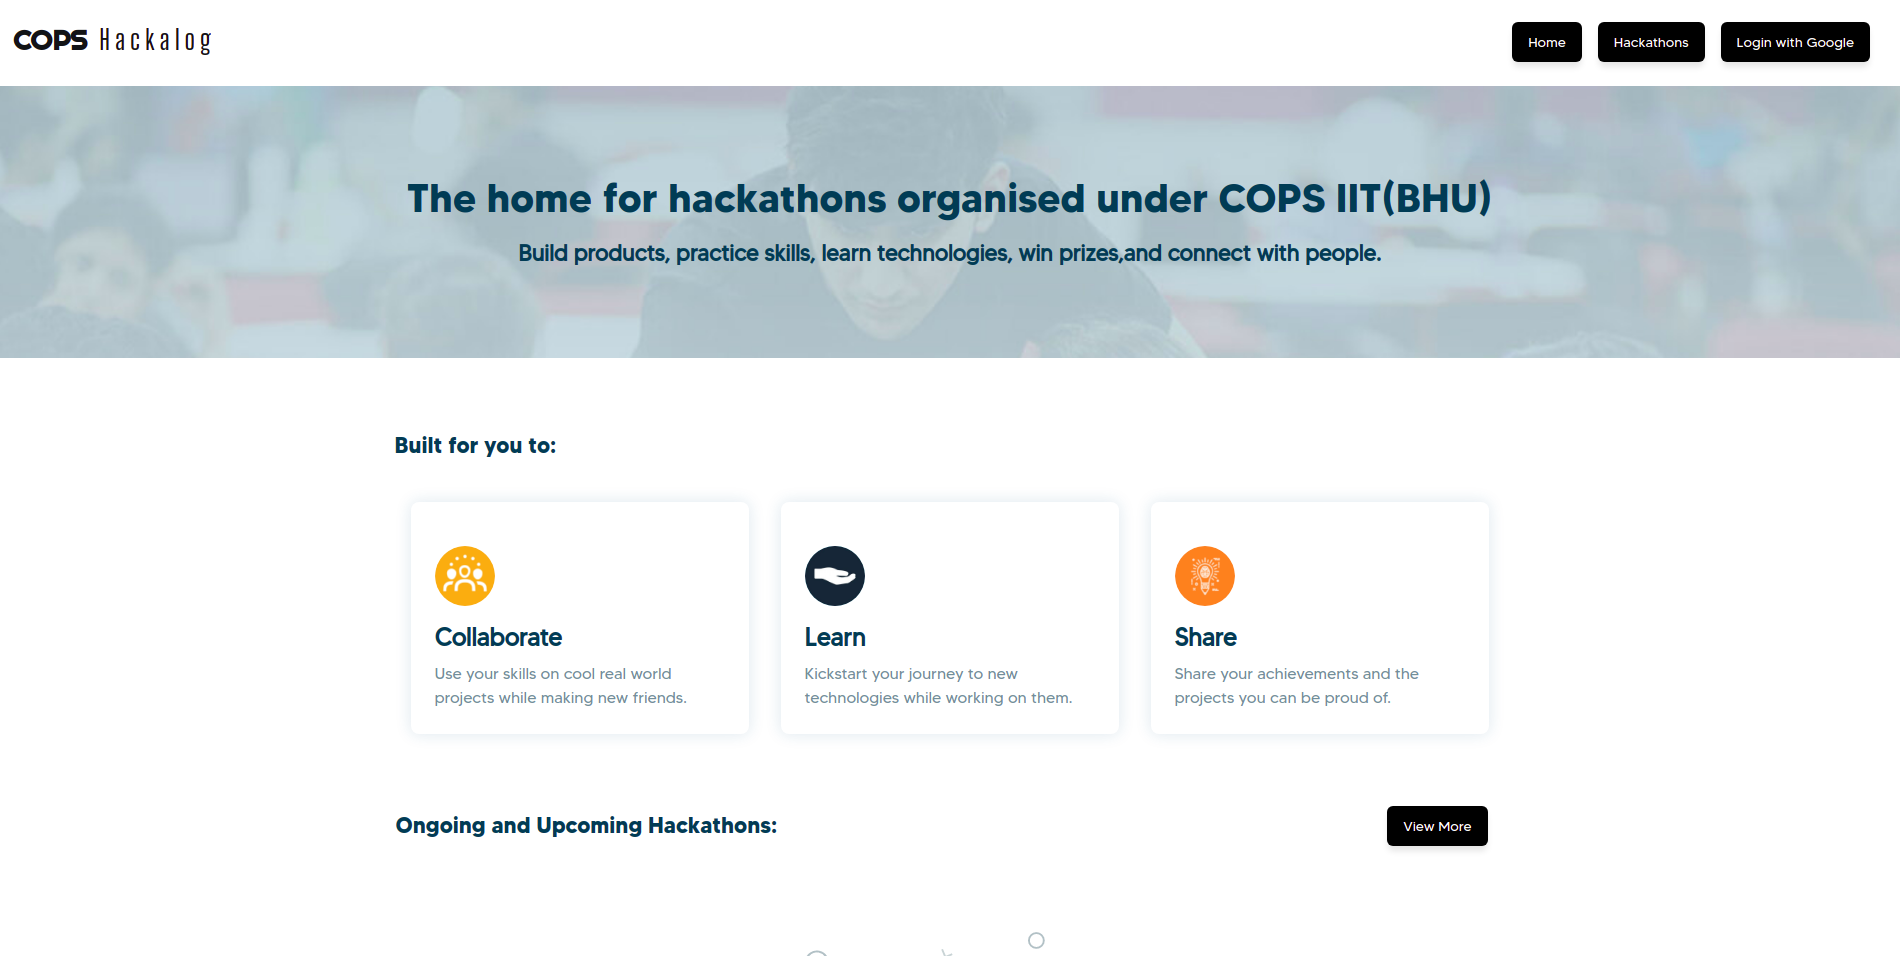 COPS Hackalog
Home
Hackathons
Login with Google
The home for hackathons organised under COPS IIT(BHU)
Build products, practice skills, learn technologies, win prizes,and connect with people.
Built for you to:
Collaborate
Use your skills on cool real world
projects while making new friends.
Learn
Kickstart your journey to new
technologies while working on them.
Share
Share your achievements and the
projects you can be proud of.
Ongoing and Upcoming Hackathons:
View More